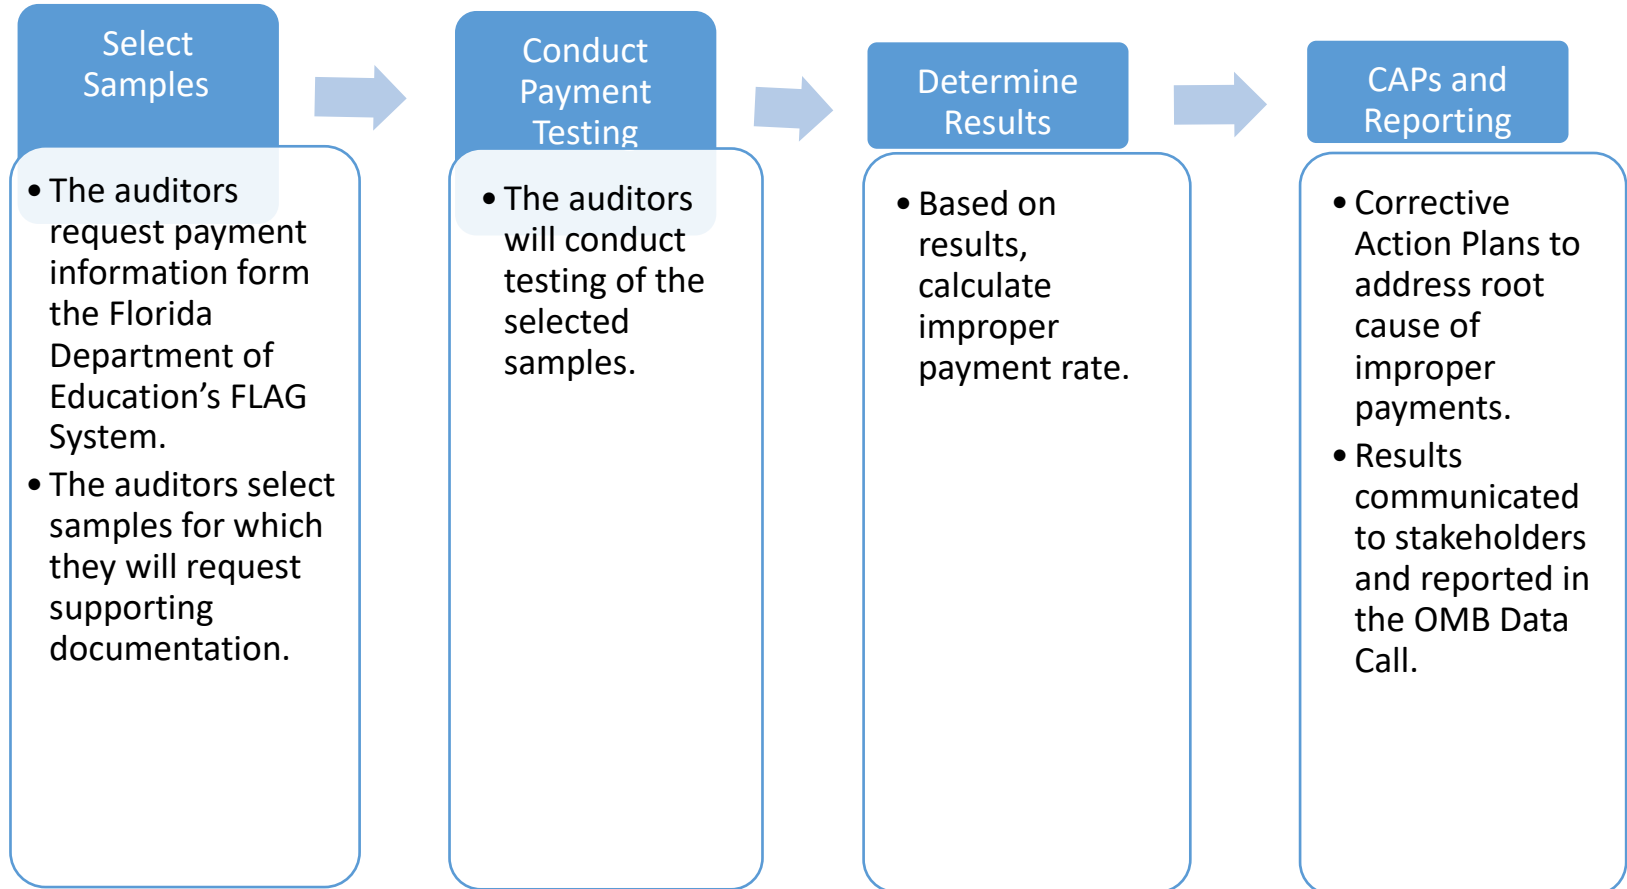 Select
Samples
• The auditors
request payment
information form
the Florida
Department of
Education’s FLAG
System.
• The auditors select
samples for which
they will request
supporting
documentation.
Conduct
Payment
Testing
• The auditors
will conduct
testing of the
selected
samples.
Determine
Results
• Based on
results,
calculate
improper
payment rate.
CAPs and
Reporting
• Corrective
Action Plans to
address root
cause of
improper
payments.
• Results
communicated
to stakeholders
and reported in
the OMB Data
Call.